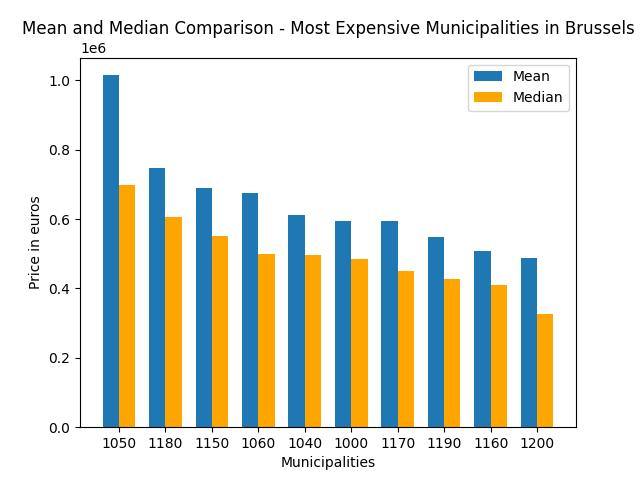 Mean and Median Comparison - Most Expensive Municipalities in Brussels
1e6
1.0
0.8
0.6
0.4
0.2
0.0
Price in euros
Mean
Median
1050 1180 1150 1060 1040 1000 1170 1190 1160 1200
Municipalities